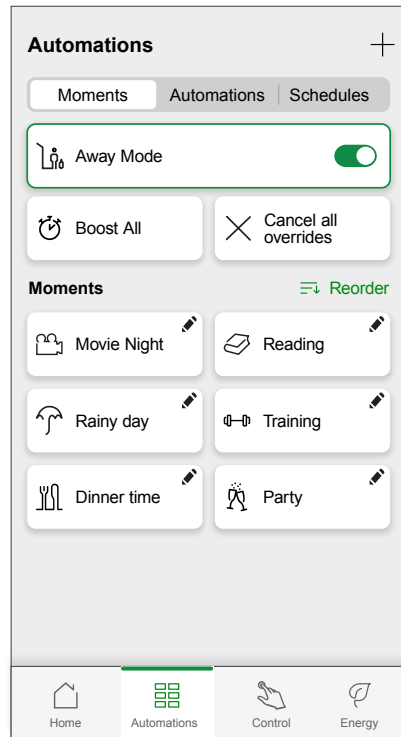 Automations
Moments Automations Schedules
Away Mode
Boost All
Cancel all
overrides
Moments
Reorder
Movie Night
Reading
Rainy day
Training
Dinner time
Party
Home Automations Control Energy